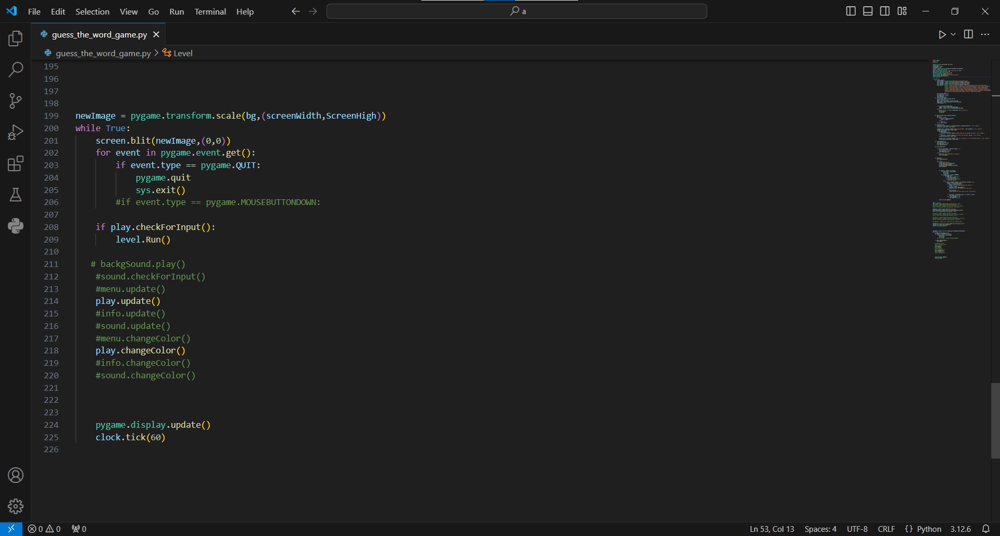 File Edit Selection View Go Run Terminal Help
a
guess_the_word_game.py
guess_the_word_game.py > Level
195
196
197
198
199 newImage = pygame.transform.scale(bg,(screenWidth,ScreenHigh))
200 while True:
201 screen.blit(newImage,(0,0))
202 for event in pygame.event.get():
203 if event.type == pygame.QUIT:
204 pygame.quit
205 sys.exit()
206 #if event.type == pygame.MOUSEBUTTONDOWN:
207
208 if play.checkForInput():
209 level.Run()
210
211 # backgSound.play()
212 #sound.checkForInput()
213 #menu.update()
214 play.update()
215 #info.update()
216 #sound.update()
217 #menu.changeColor()
218 play.changeColor()
219 #info.changeColor()
220 #sound.changeColor()
221
222
223
224 pygame.display.update()
225 clock.tick(60)
226
0 0 0 Ln 53, Col 13 Spaces: 4 UTF-8 CRLF {} Python 3.12.6